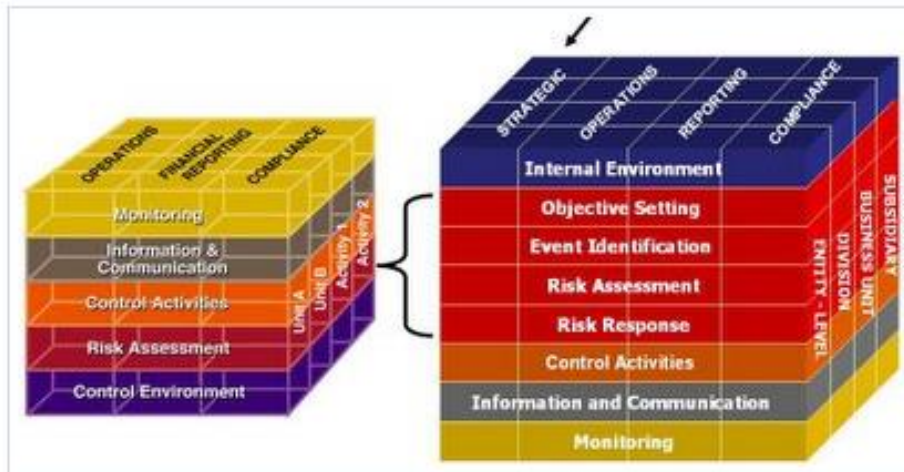 OPERATIONS
FINANCIAL
REPORTING
COMPLIANCE
Monitoring
Information &
Communication
Control Activities
Risk Assessment
Control Environment
Unit A
Unit B
Activity 1
Activity 2
STRATEGIC
OPERATIONS
REPORTING
COMPLIANCE
Internal Environment
Objective Setting
Event Identification
Risk Assessment
Risk Response
Control Activities
Information and Communication
Monitoring
ENTITY - LEVEL
DIVISION
BUSINESS UNIT
SUBSIDIARY